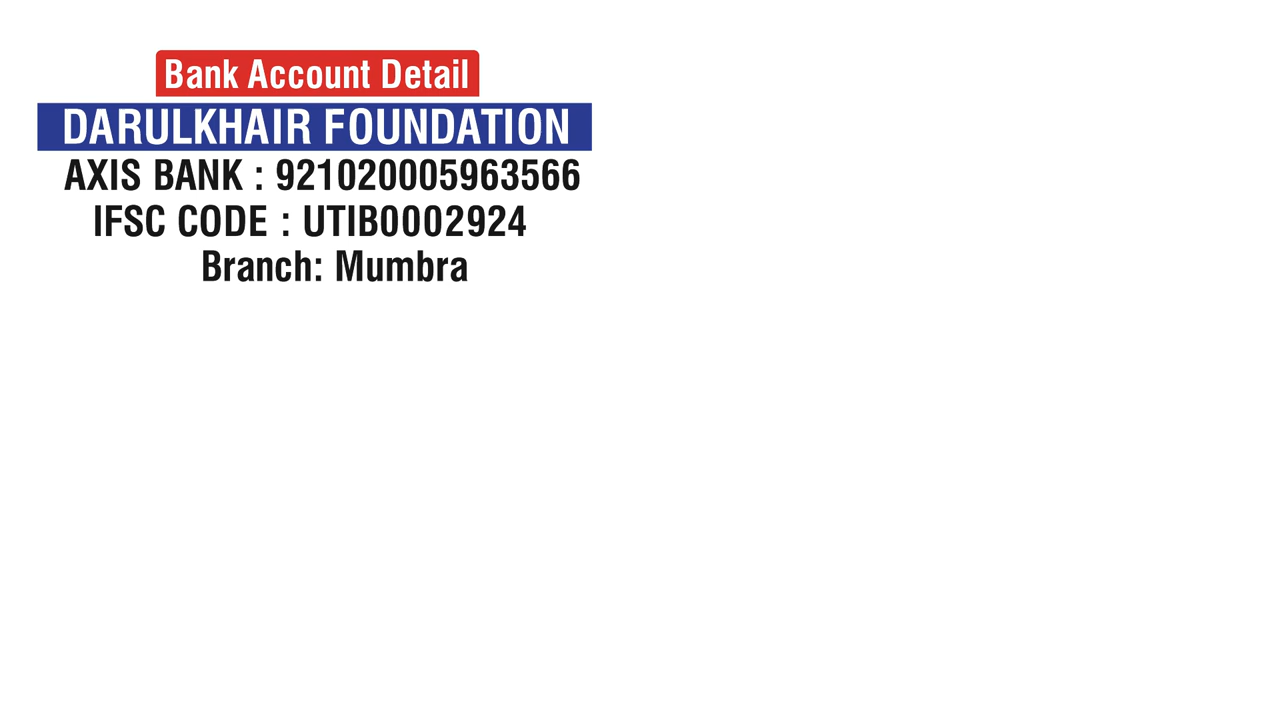 Bank Account Detail
DARULKHAIR FOUNDATION
AXIS BANK : 921020005963566
IFSC CODE : UTIB0002924
Branch: Mumbra